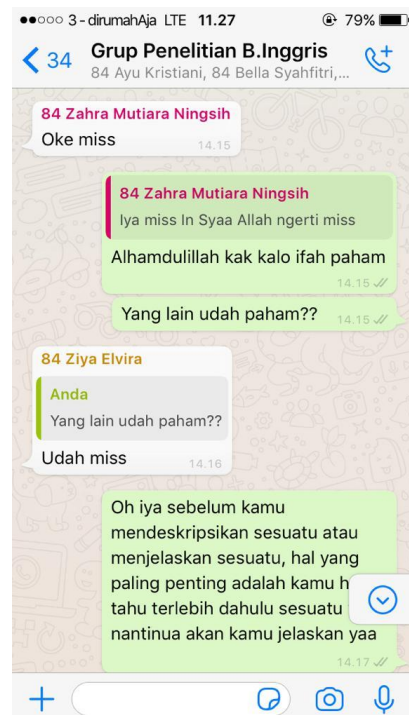 3 - dirumahAja LTE 11.27 79%
34 Grup Penelitian B.Inggris
84 Ayu Kristiani, 84 Bella Syahfitri,...
84 Zahra Mutiara Ningsih
Oke miss 14.15
84 Zahra Mutiara Ningsih
Iya miss In Syaa Allah ngerti miss
Alhamdulillah kak kalo ifah paham
14.15
Yang lain udah paham?? 14.15
84 Ziya Elvira
Anda
Yang lain udah paham??
Udah miss 14.16
Oh iya sebelum kamu
mendeskripsikan sesuatu atau
menjelaskan sesuatu, hal yang
paling penting adalah kamu h
tahu terlebih dahulu sesuatu
nantinua akan kamu jelaskan yaa
14.17